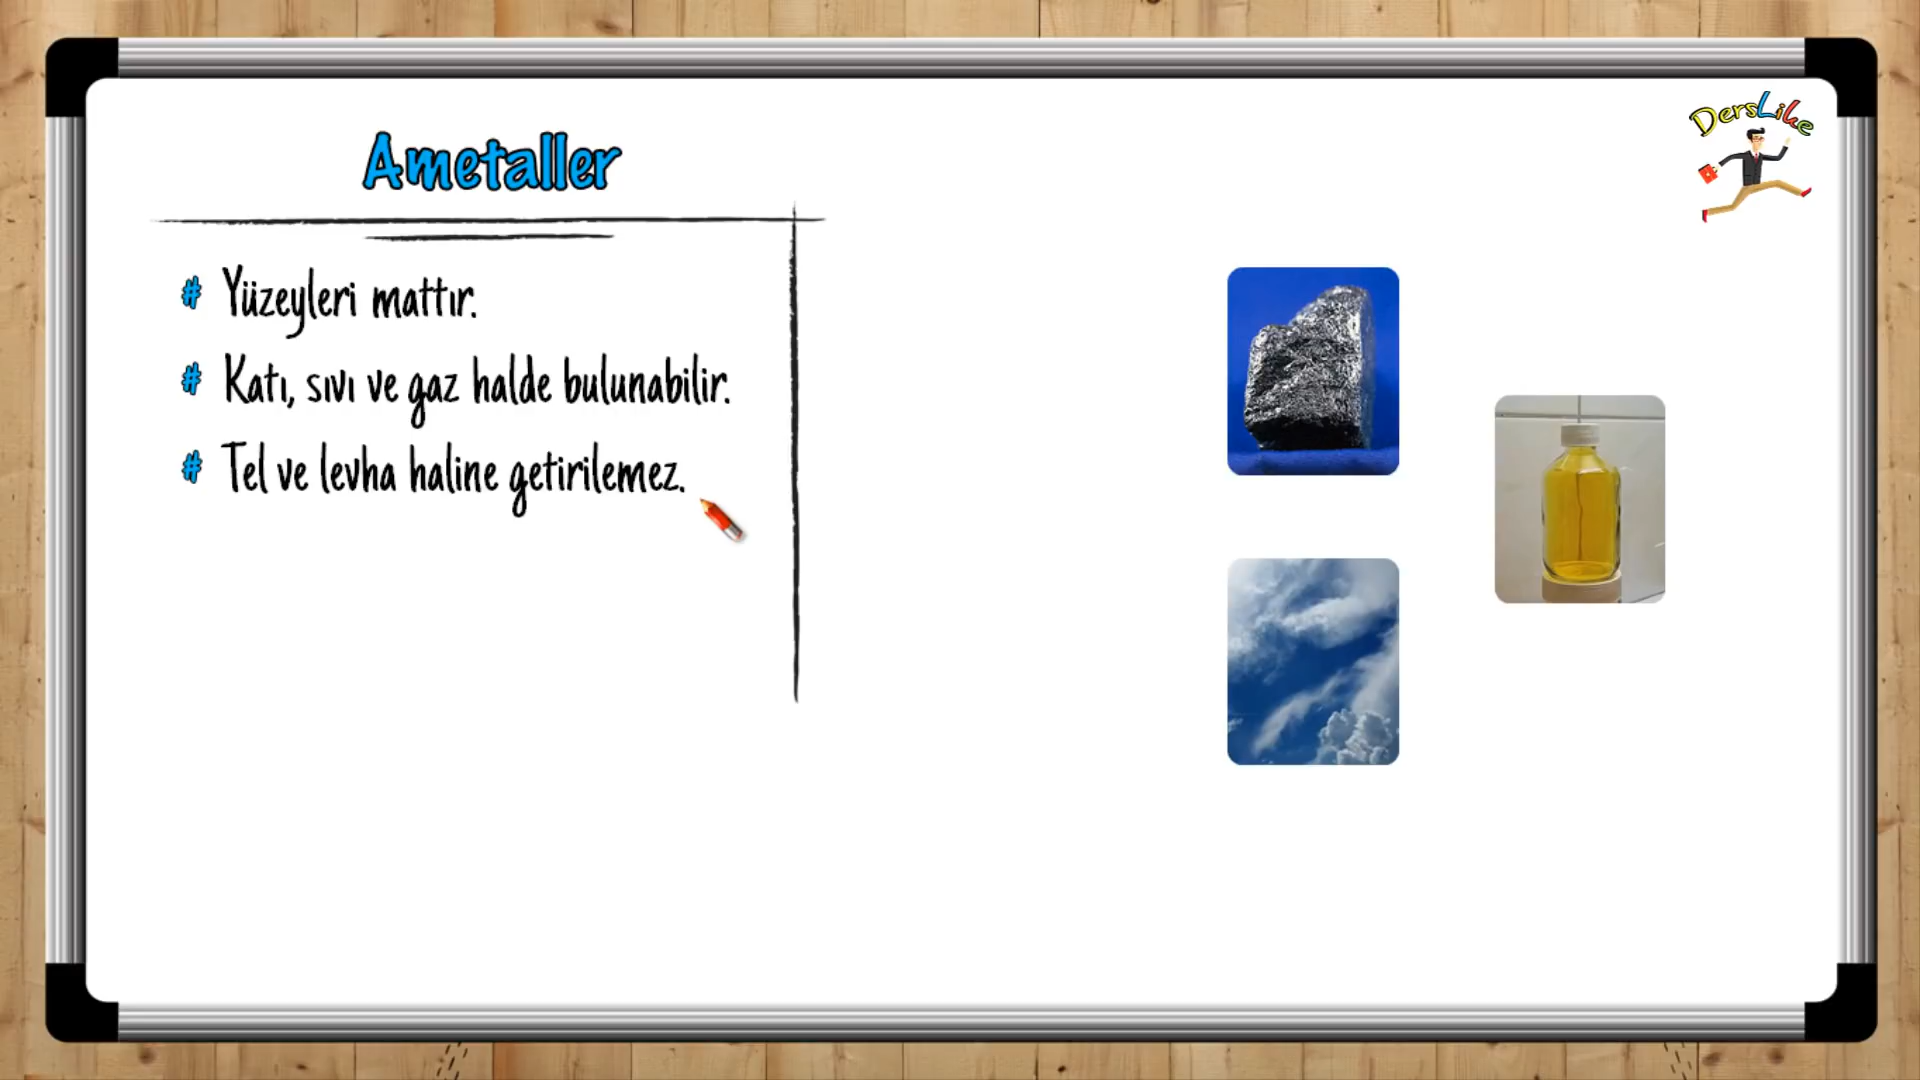 DersLike
Ametaller
# Yüzeyleri mattır.
# Katı, sıvı ve gaz halde bulunabilir.
# Tel ve levha haline getirilemez.